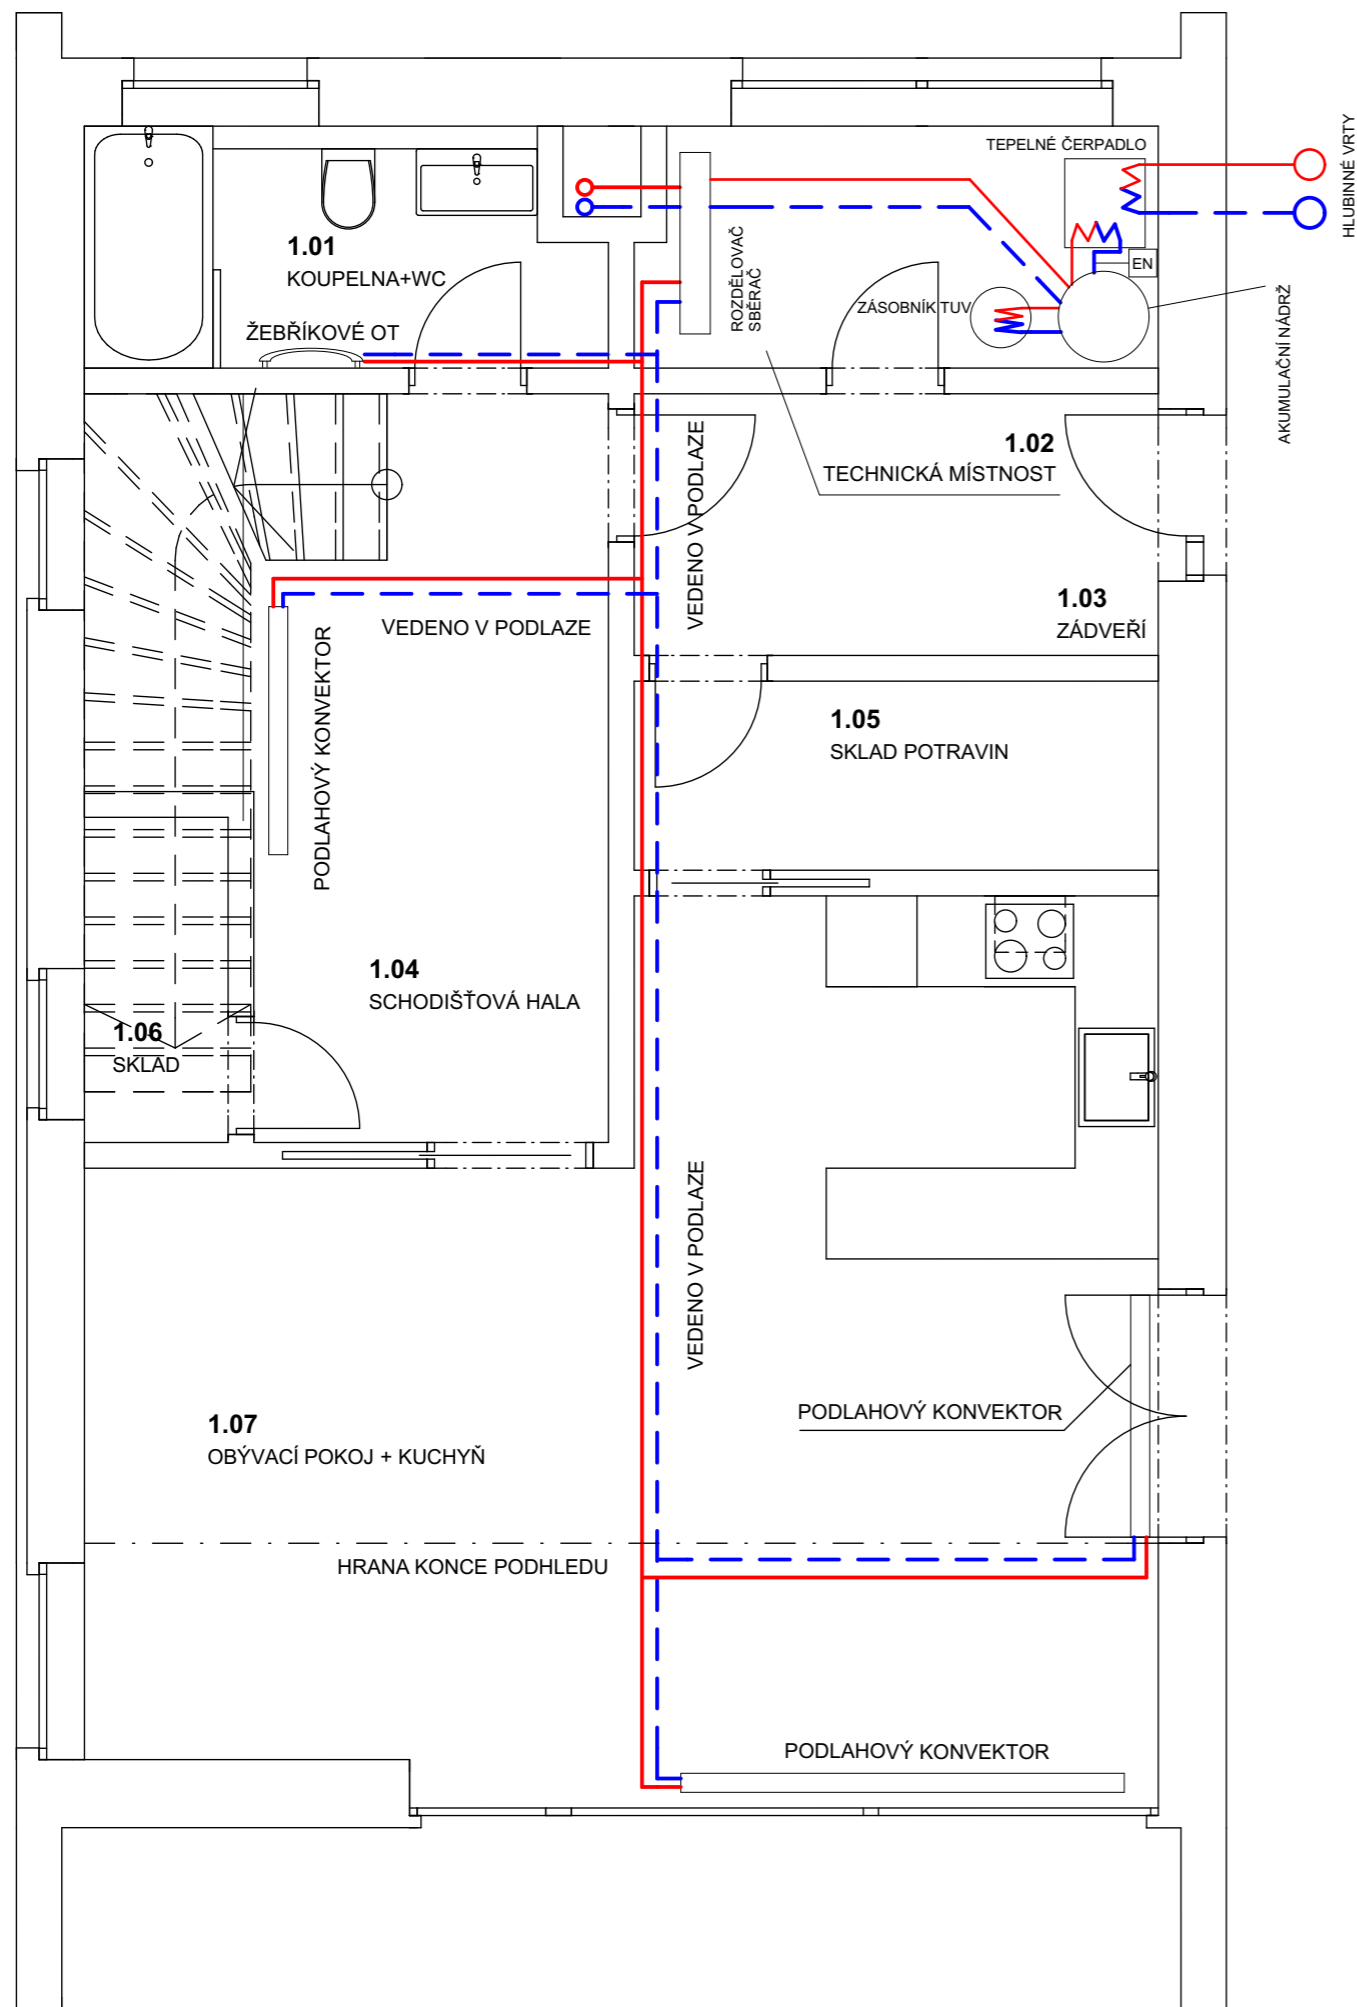 TEPELNÉ ČERPADLO
HLUBINNÉ VRTY
1.01
KOUPELNA+WC
ROZDĚLOVAČ
SBĚRAČ
EN
ZÁSOBNÍK TUV
AKUMULAČNÍ NÁDRŽ
ŽEBŘÍKOVÉ OT
1.02
TECHNICKÁ MÍSTNOST
VEDENO V PODLAZE
1.03
ZÁDVEŘÍ
VEDENO V PODLAZE
PODLAHOVÝ KONVEKTOR
1.05
SKLAD POTRAVIN
1.04
SCHODIŠŤOVÁ HALA
1.06
SKLAD
VEDENO V PODLAZE
1.07
OBÝVACÍ POKOJ + KUCHYŇ
PODLAHOVÝ KONVEKTOR
HRANA KONCE PODHLEDU
PODLAHOVÝ KONVEKTOR